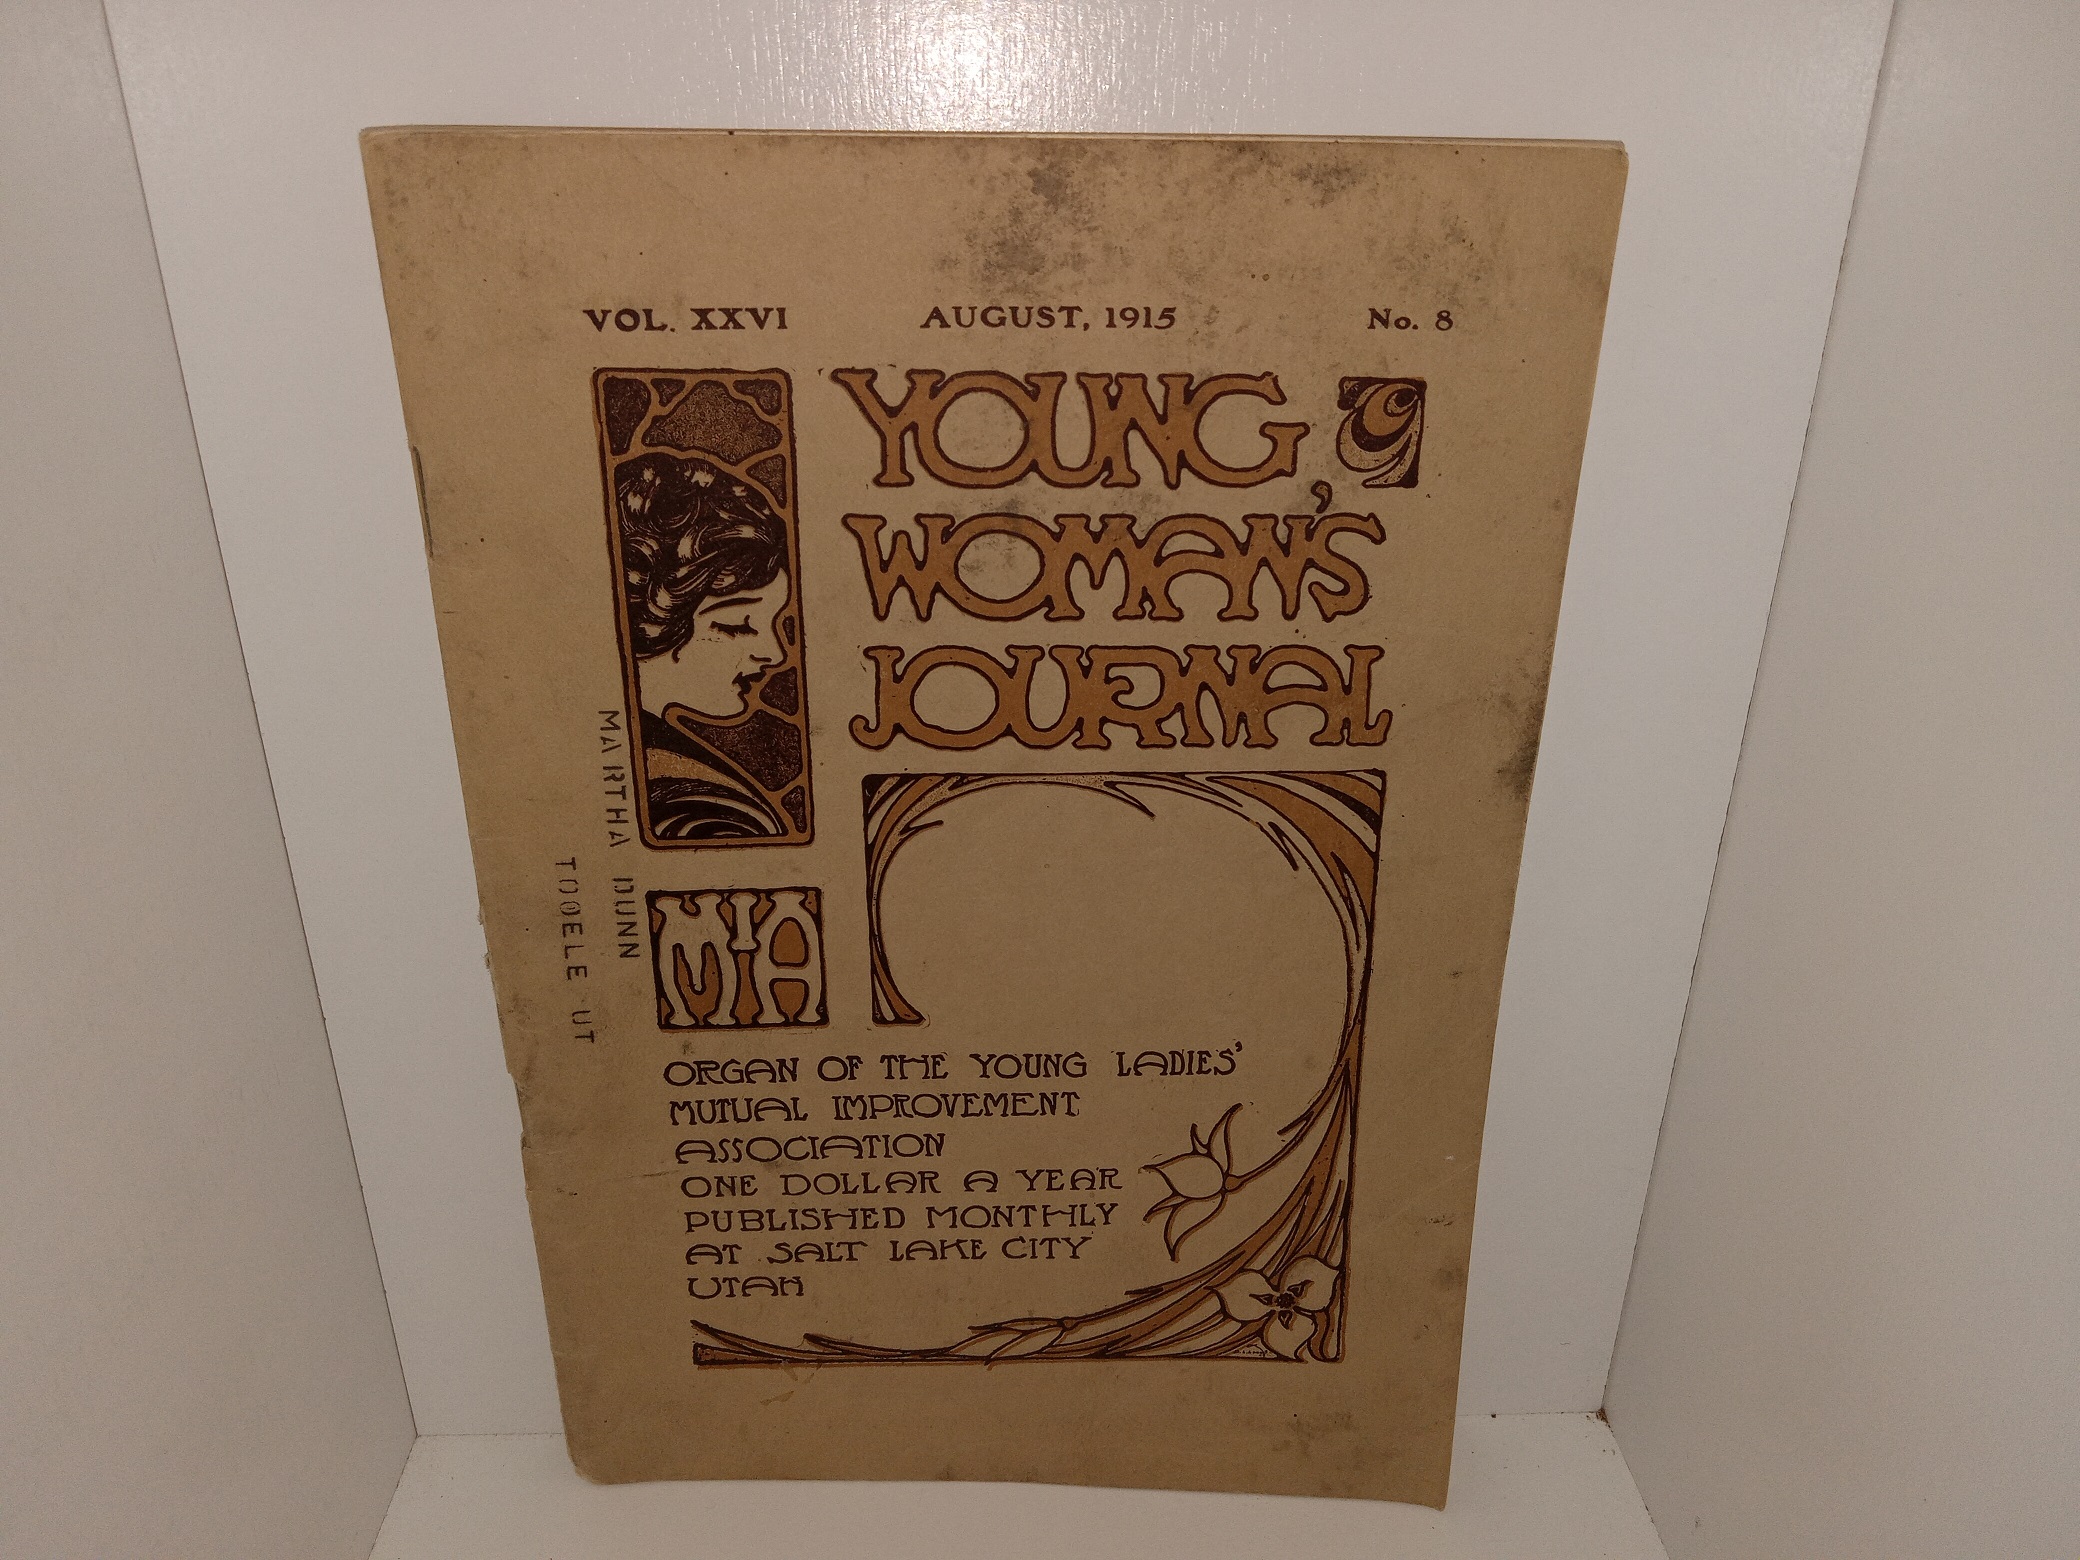 VOL. XXVI AUGUST, 1915 No. 8
YOUNG
WOMAN'S
JOURNAL
MARTHA DUNN
TOOELE UT
MIA
ORGAN OF THE YOUNG LADIES'
MUTUAL IMPROVEMENT
ASSOCIATION
ONE DOLLAR A YEAR
PUBLISHED MONTHLY
AT SALT LAKE CITY
UTAH